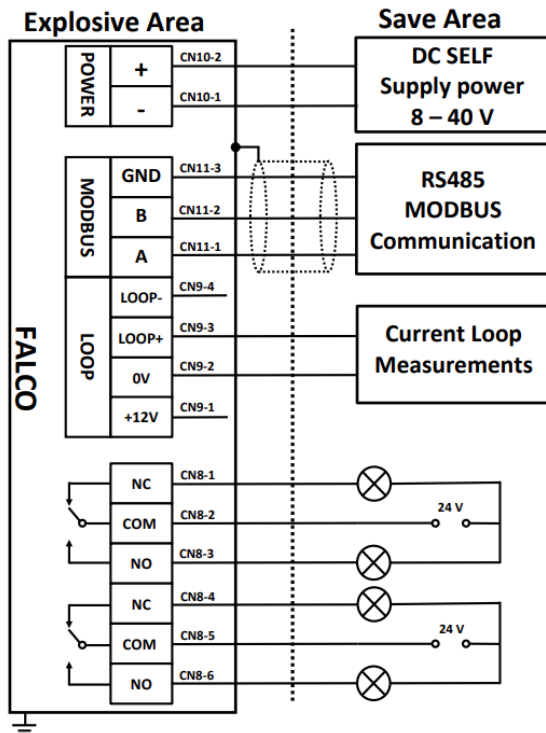 Explosive Area
Save Area
POWER
+
CN10-2
-
CN10-1
DC SELF
Supply power
8 – 40 V
MODBUS
GND
CN11-3
B
CN11-2
A
CN11-1
RS485
MODBUS
Communication
LOOP
LOOP-
CN9-4
LOOP+
CN9-3
0V
CN9-2
+12V
CN9-1
Current Loop
Measurements
FALCO
NC
CN8-1
COM
CN8-2
24 V
NO
CN8-3
NC
CN8-4
COM
CN8-5
24 V
NO
CN8-6